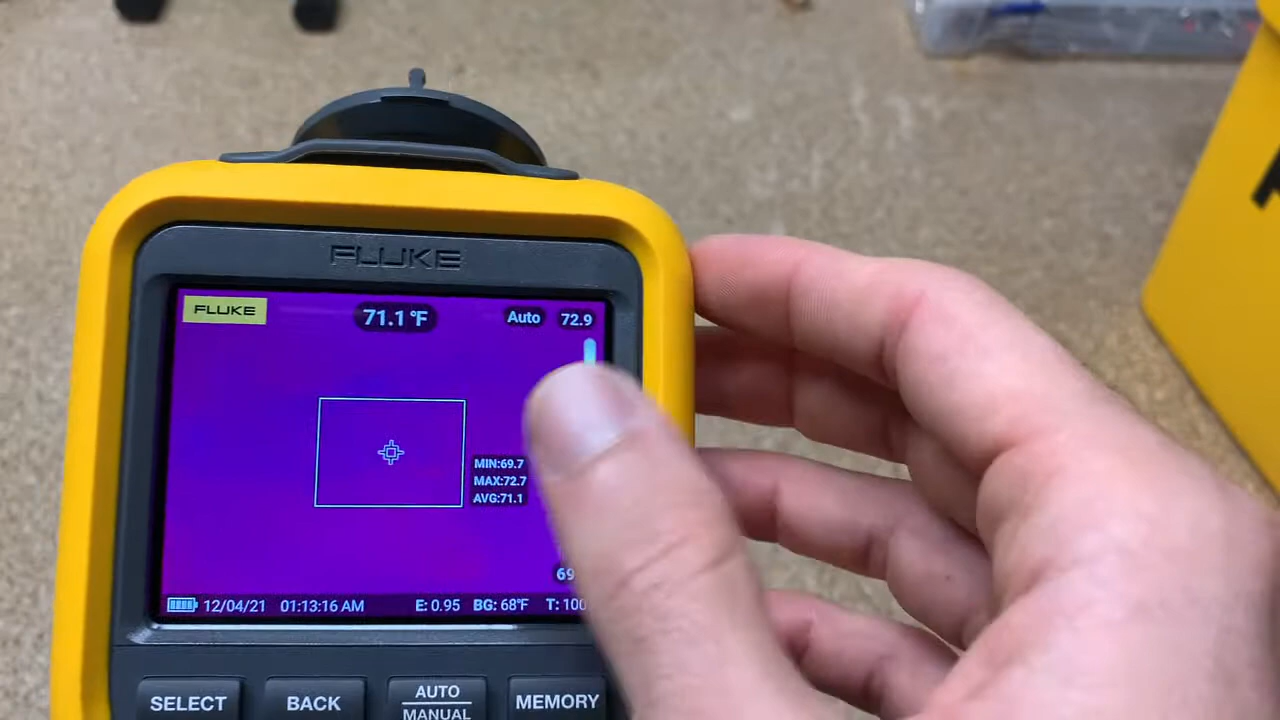 FLUKE
FLUKE
71.1 °F
Auto 72.9
MIN:69.7
MAX:72.7
AVG:71.1
69
12/04/21 01:13:16 AM E: 0.95 BG: 68°F T: 100
SELECT
BACK
AUTO
MANUAL
MEMORY